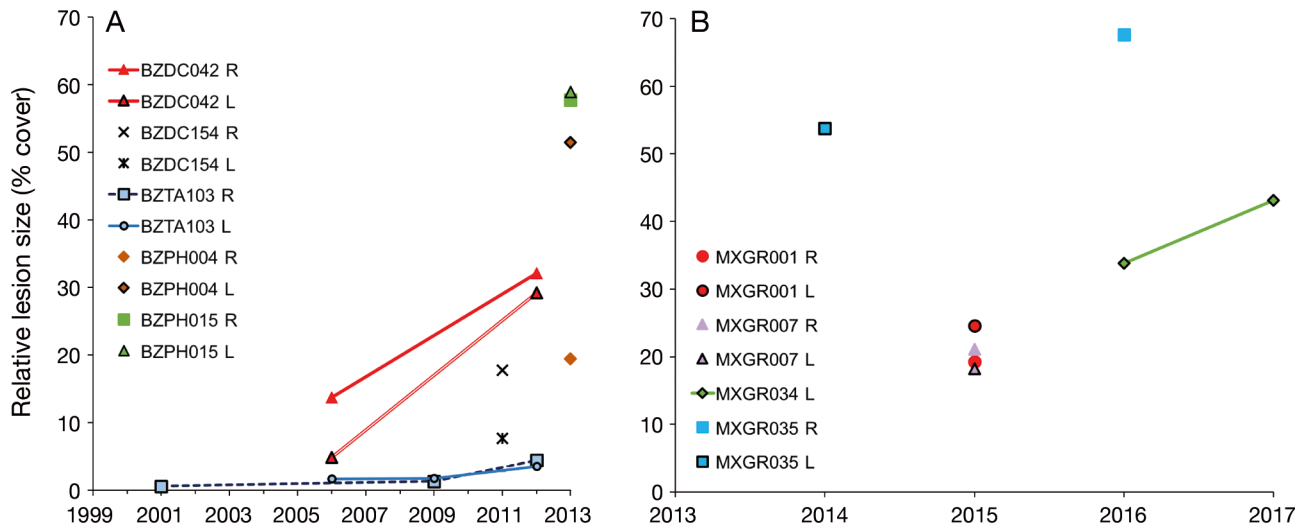 A
Relative lesion size (% cover)
70
60
50
40
30
20
10
0
BZDC042 R
BZDC042 L
BZDC154 R
BZDC154 L
BZTA103 R
BZTA103 L
BZPH004 R
BZPH004 L
BZPH015 R
BZPH015 L
1999 2001 2003 2005 2007 2009 2011 2013
B
70
60
50
40
30
20
10
0
MXGR001 R
MXGR001 L
MXGR007 R
MXGR007 L
MXGR034 L
MXGR035 R
MXGR035 L
2013 2014 2015 2016 2017